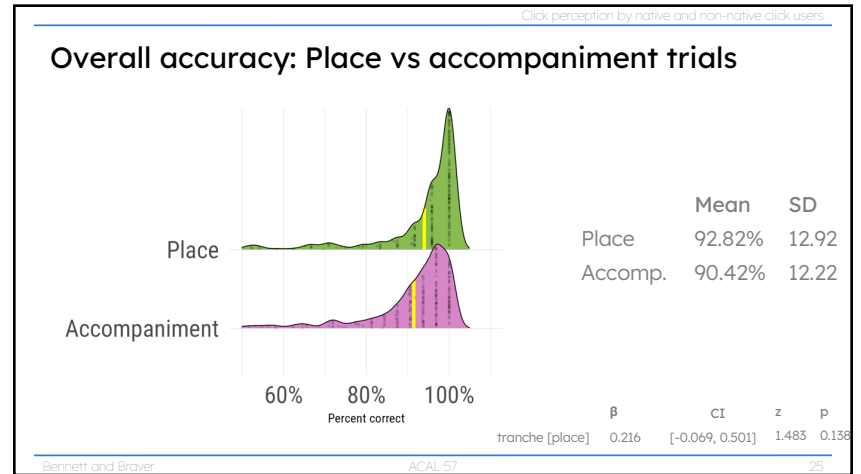 Click perception by native and non-native click users
Overall accuracy: Place vs accompaniment trials
Place
Accompaniment
60% 80% 100%
Percent correct
Mean SD
Place 92.82% 12.92
Accomp. 90.42% 12.22
β CI z p
tranche [place] 0.216 [-0.069, 0.501] 1.483 0.138
Bennett and Braver ACAL 57 25